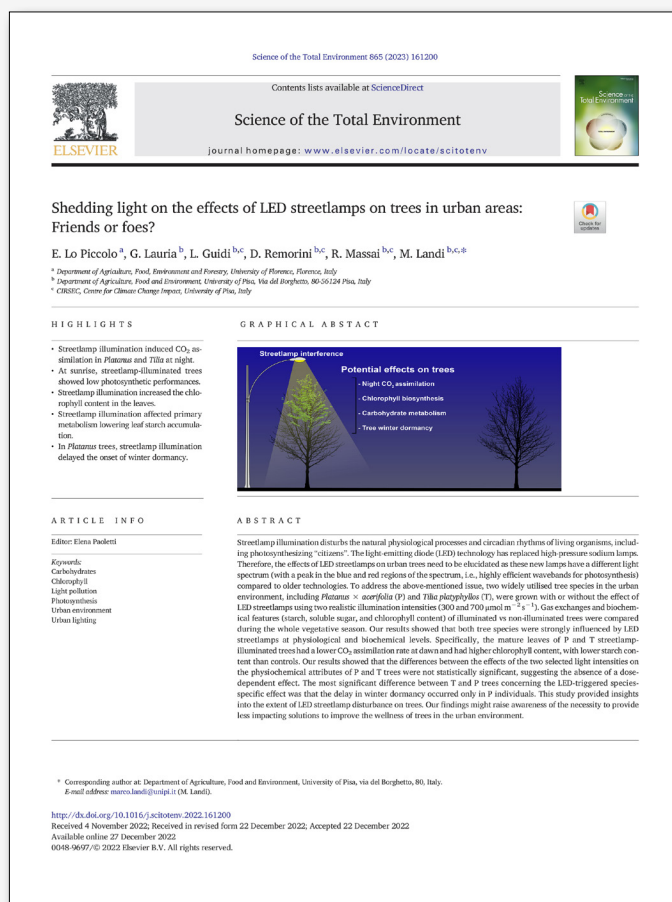 Science of the Total Environment 865 (2023) 161200
Contents lists available at ScienceDirect
Science of the Total Environment
journal homepage: www.elsevier.com/locate/scitotenv
ELSEVIER
Science of the
Total Environment
Shedding light on the effects of LED streetlamps on trees in urban areas:
Friends or foes?
Check for
updates
E. Lo Piccolo a, G. Lauria b, L. Guidi b,c, D. Remorini b,c, R. Massai b,c, M. Landi b,c,*
a Department of Agriculture, Food, Environment and Forestry, University of Florence, Florence, Italy
b Department of Agriculture, Food and Environment, University of Pisa, Via del Borghetto, 80-56124 Pisa, Italy
c CIRSEC, Centre for Climate Change Impact, University of Pisa, Italy
HIGHLIGHTS
• Streetlamp illumination induced CO2 as-
similation in Platanus and Tilia at night.
• At sunrise, streetlamp-illuminated trees
showed low photosynthetic performances.
• Streetlamp illumination increased the chlo-
rophyll content in the leaves.
• Streetlamp illumination affected primary
metabolism lowering leaf starch accumula-
tion.
• In Platanus trees, streetlamp illumination
delayed the onset of winter dormancy.
GRAPHICAL ABSTRACT
Streetlamp interference
Potential effects on trees
- Night CO2 assimilation
- Chlorophyll biosynthesis
- Carbohydrate metabolism
- Tree winter dormancy
ARTICLE INFO
Editor: Elena Paoletti
Keywords:
Carbohydrates
Chlorophyll
Light pollution
Photosynthesis
Urban environment
Urban lighting
ABSTRACT
Streetlamp illumination disturbs the natural physiological processes and circadian rhythms of living organisms, includ-
ing photosynthesizing “citizens”. The light-emitting diode (LED) technology has replaced high-pressure sodium lamps.
Therefore, the effects of LED streetlamps on urban trees need to be elucidated as these new lamps have a different light
spectrum (with a peak in the blue and red regions of the spectrum, i.e., highly efficient wavebands for photosynthesis)
compared to older technologies. To address the above-mentioned issue, two widely utilised tree species in the urban
environment, including Platanus × acerifolia (P) and Tilia platyphyllos (T), were grown with or without the effect of
LED streetlamps using two realistic illumination intensities (300 and 700 μmol m−2 s−1). Gas exchanges and biochem-
ical features (starch, soluble sugar, and chlorophyll content) of illuminated vs non-illuminated trees were compared
during the whole vegetative season. Our results showed that both tree species were strongly influenced by LED
streetlamps at physiological and biochemical levels. Specifically, the mature leaves of P and T streetlamp-
illuminated trees had a lower CO2 assimilation rate at dawn and had higher chlorophyll content, with lower starch con-
tent than controls. Our results showed that the differences between the effects of the two selected light intensities on
the physiochemical attributes of P and T trees were not statistically significant, suggesting the absence of a dose-
dependent effect. The most significant difference between T and P trees concerning the LED-triggered species-
specific effect was that the delay in winter dormancy occurred only in P individuals. This study provided insights
into the extent of LED streetlamp disturbance on trees. Our findings might raise awareness of the necessity to provide
less impacting solutions to improve the wellness of trees in the urban environment.
* Corresponding author at: Department of Agriculture, Food and Environment, University of Pisa, via del Borghetto, 80, Italy.
E-mail address: marco.landi@unipi.it (M. Landi).
http://dx.doi.org/10.1016/j.scitotenv.2022.161200
Received 4 November 2022; Received in revised form 22 December 2022; Accepted 22 December 2022
Available online 27 December 2022
0048-9697/© 2022 Elsevier B.V. All rights reserved.